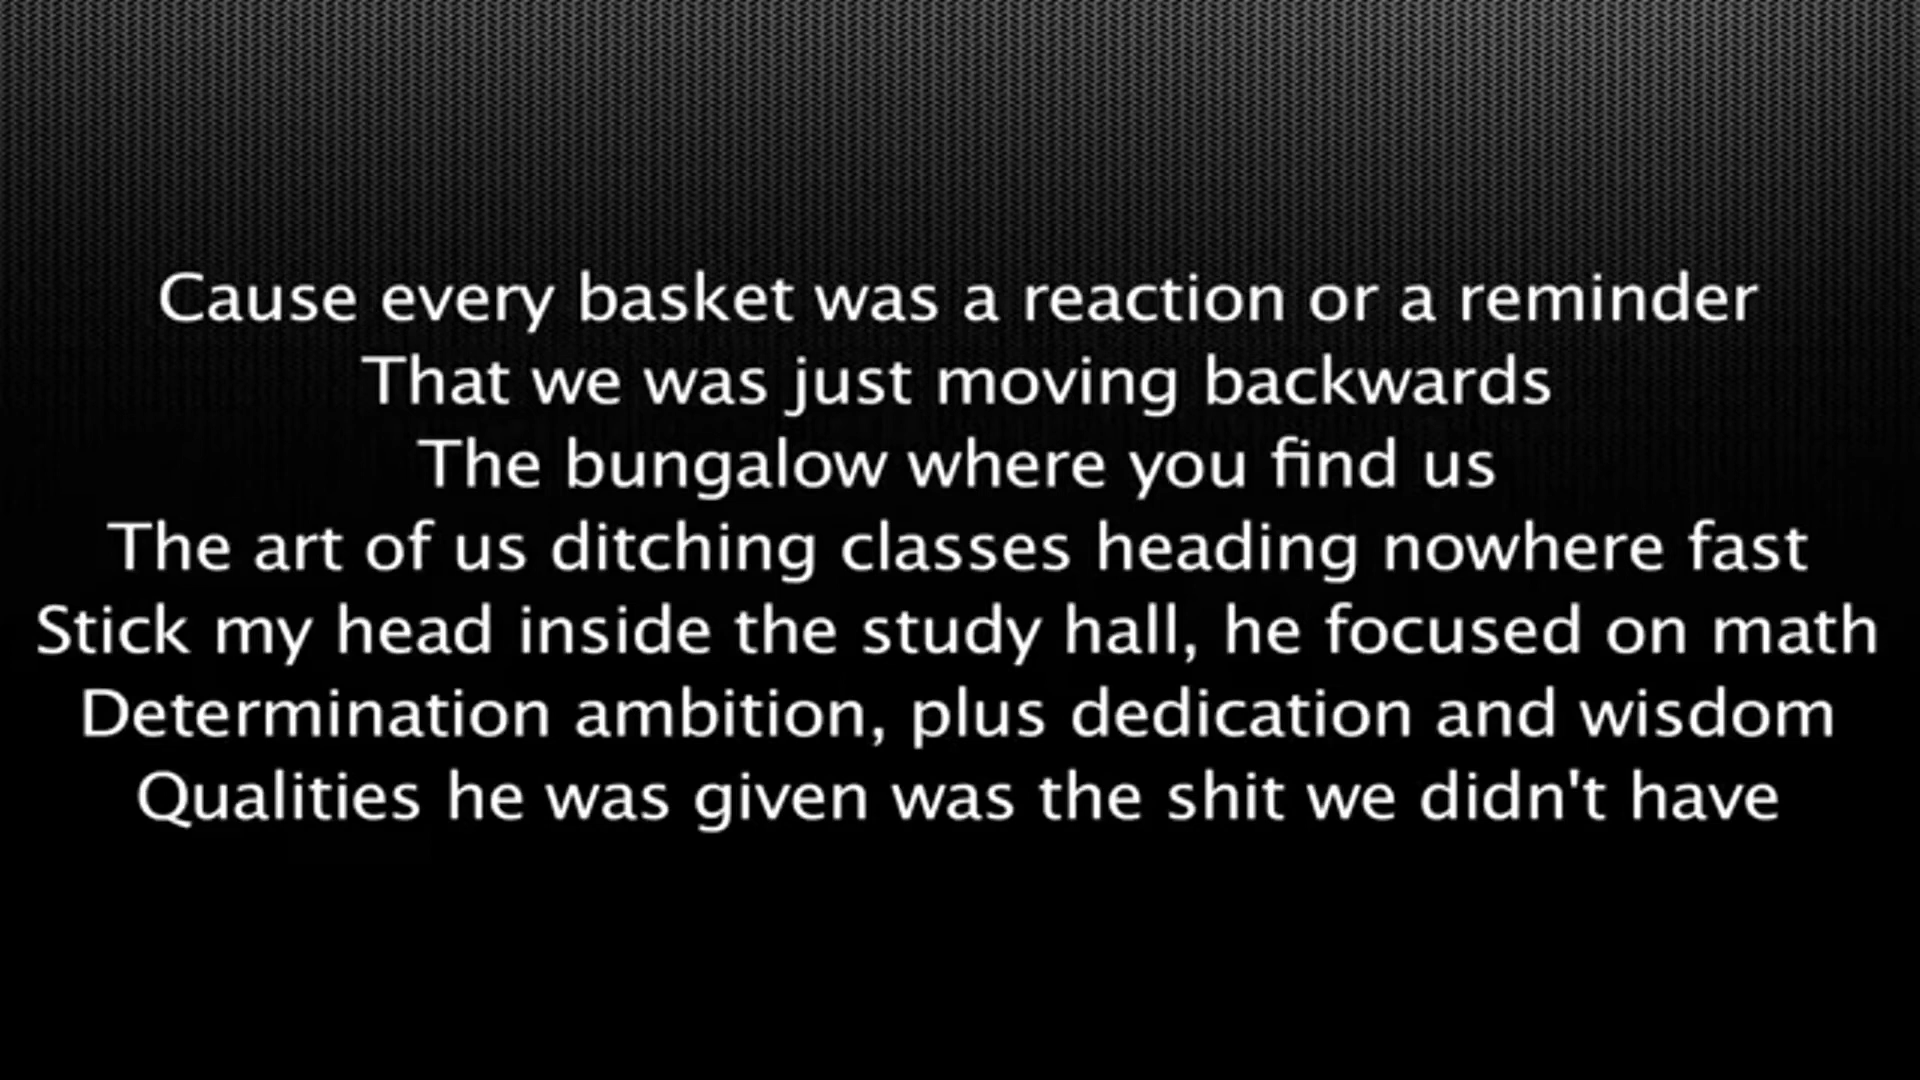 Cause every basket was a reaction or a reminder
That we was just moving backwards
The bungalow where you find us
The art of us ditching classes heading nowhere fast
Stick my head inside the study hall, he focused on math
Determination ambition, plus dedication and wisdom
Qualities he was given was the shit we didn't have